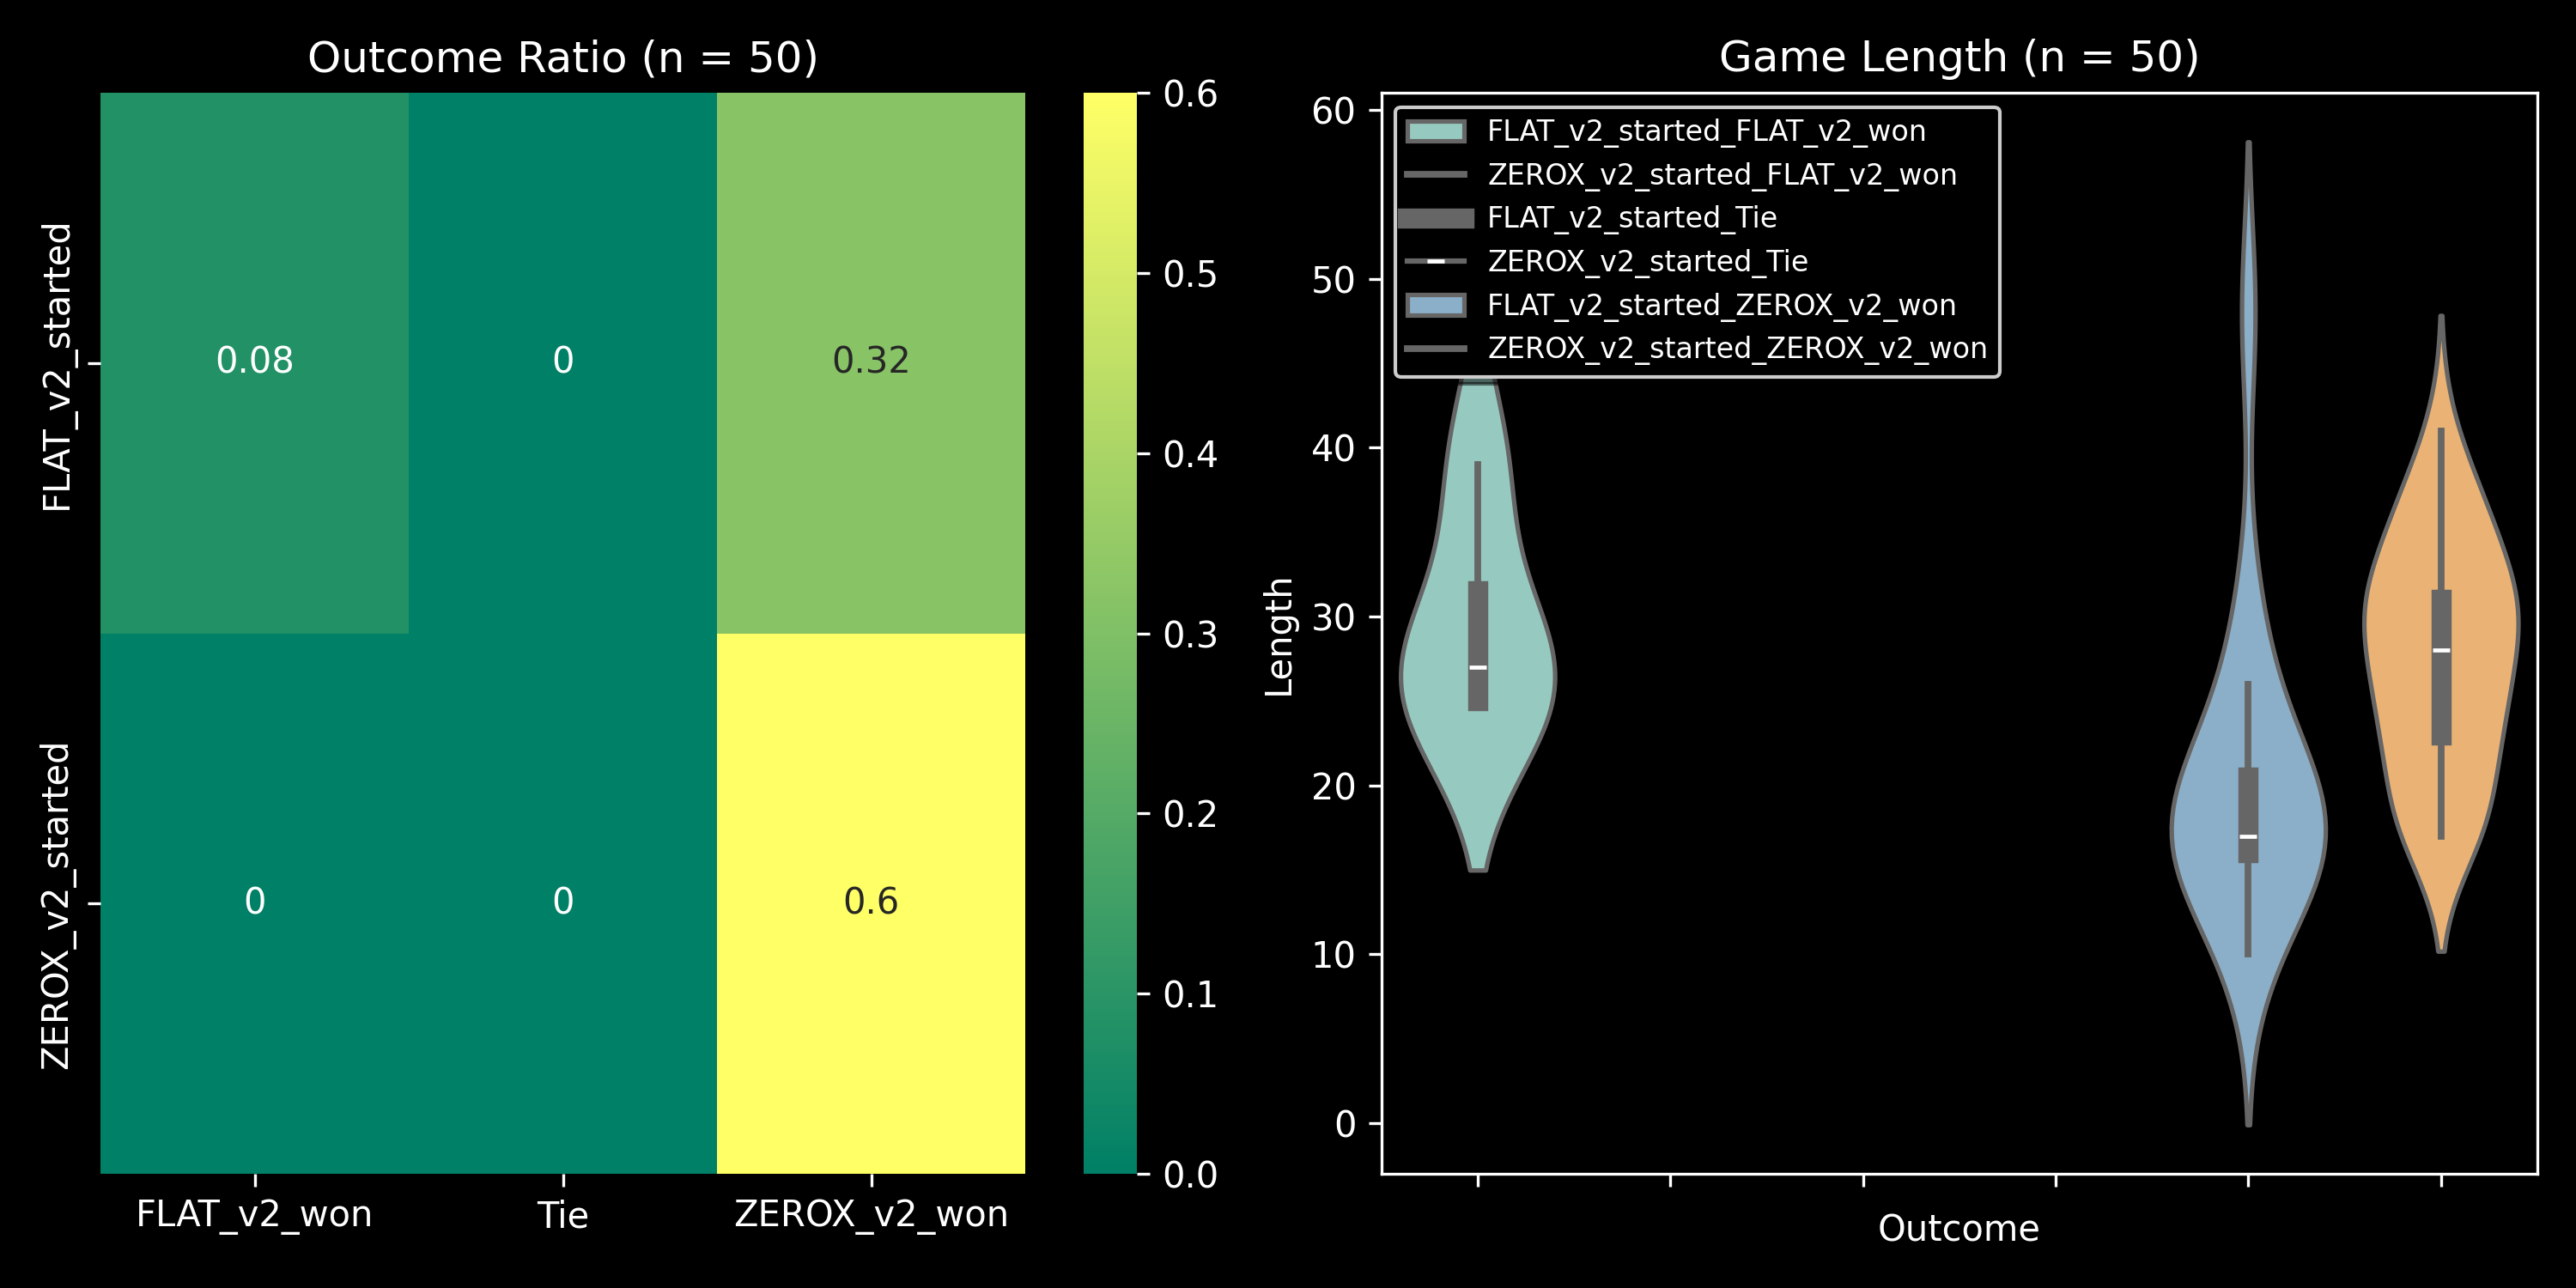 Outcome Ratio (n = 50)
FLAT_v2_started
ZEROX_v2_started
0.08
0
0.32
0
0
0.6
FLAT_v2_won
Tie
ZEROX_v2_won
0.6
0.5
0.4
0.3
0.2
0.1
0.0
Game Length (n = 50)
Length
60
50
40
30
20
10
0
FLAT_v2_started_FLAT_v2_won
ZEROX_v2_started_FLAT_v2_won
FLAT_v2_started_Tie
ZEROX_v2_started_Tie
FLAT_v2_started_ZEROX_v2_won
ZEROX_v2_started_ZEROX_v2_won
Outcome